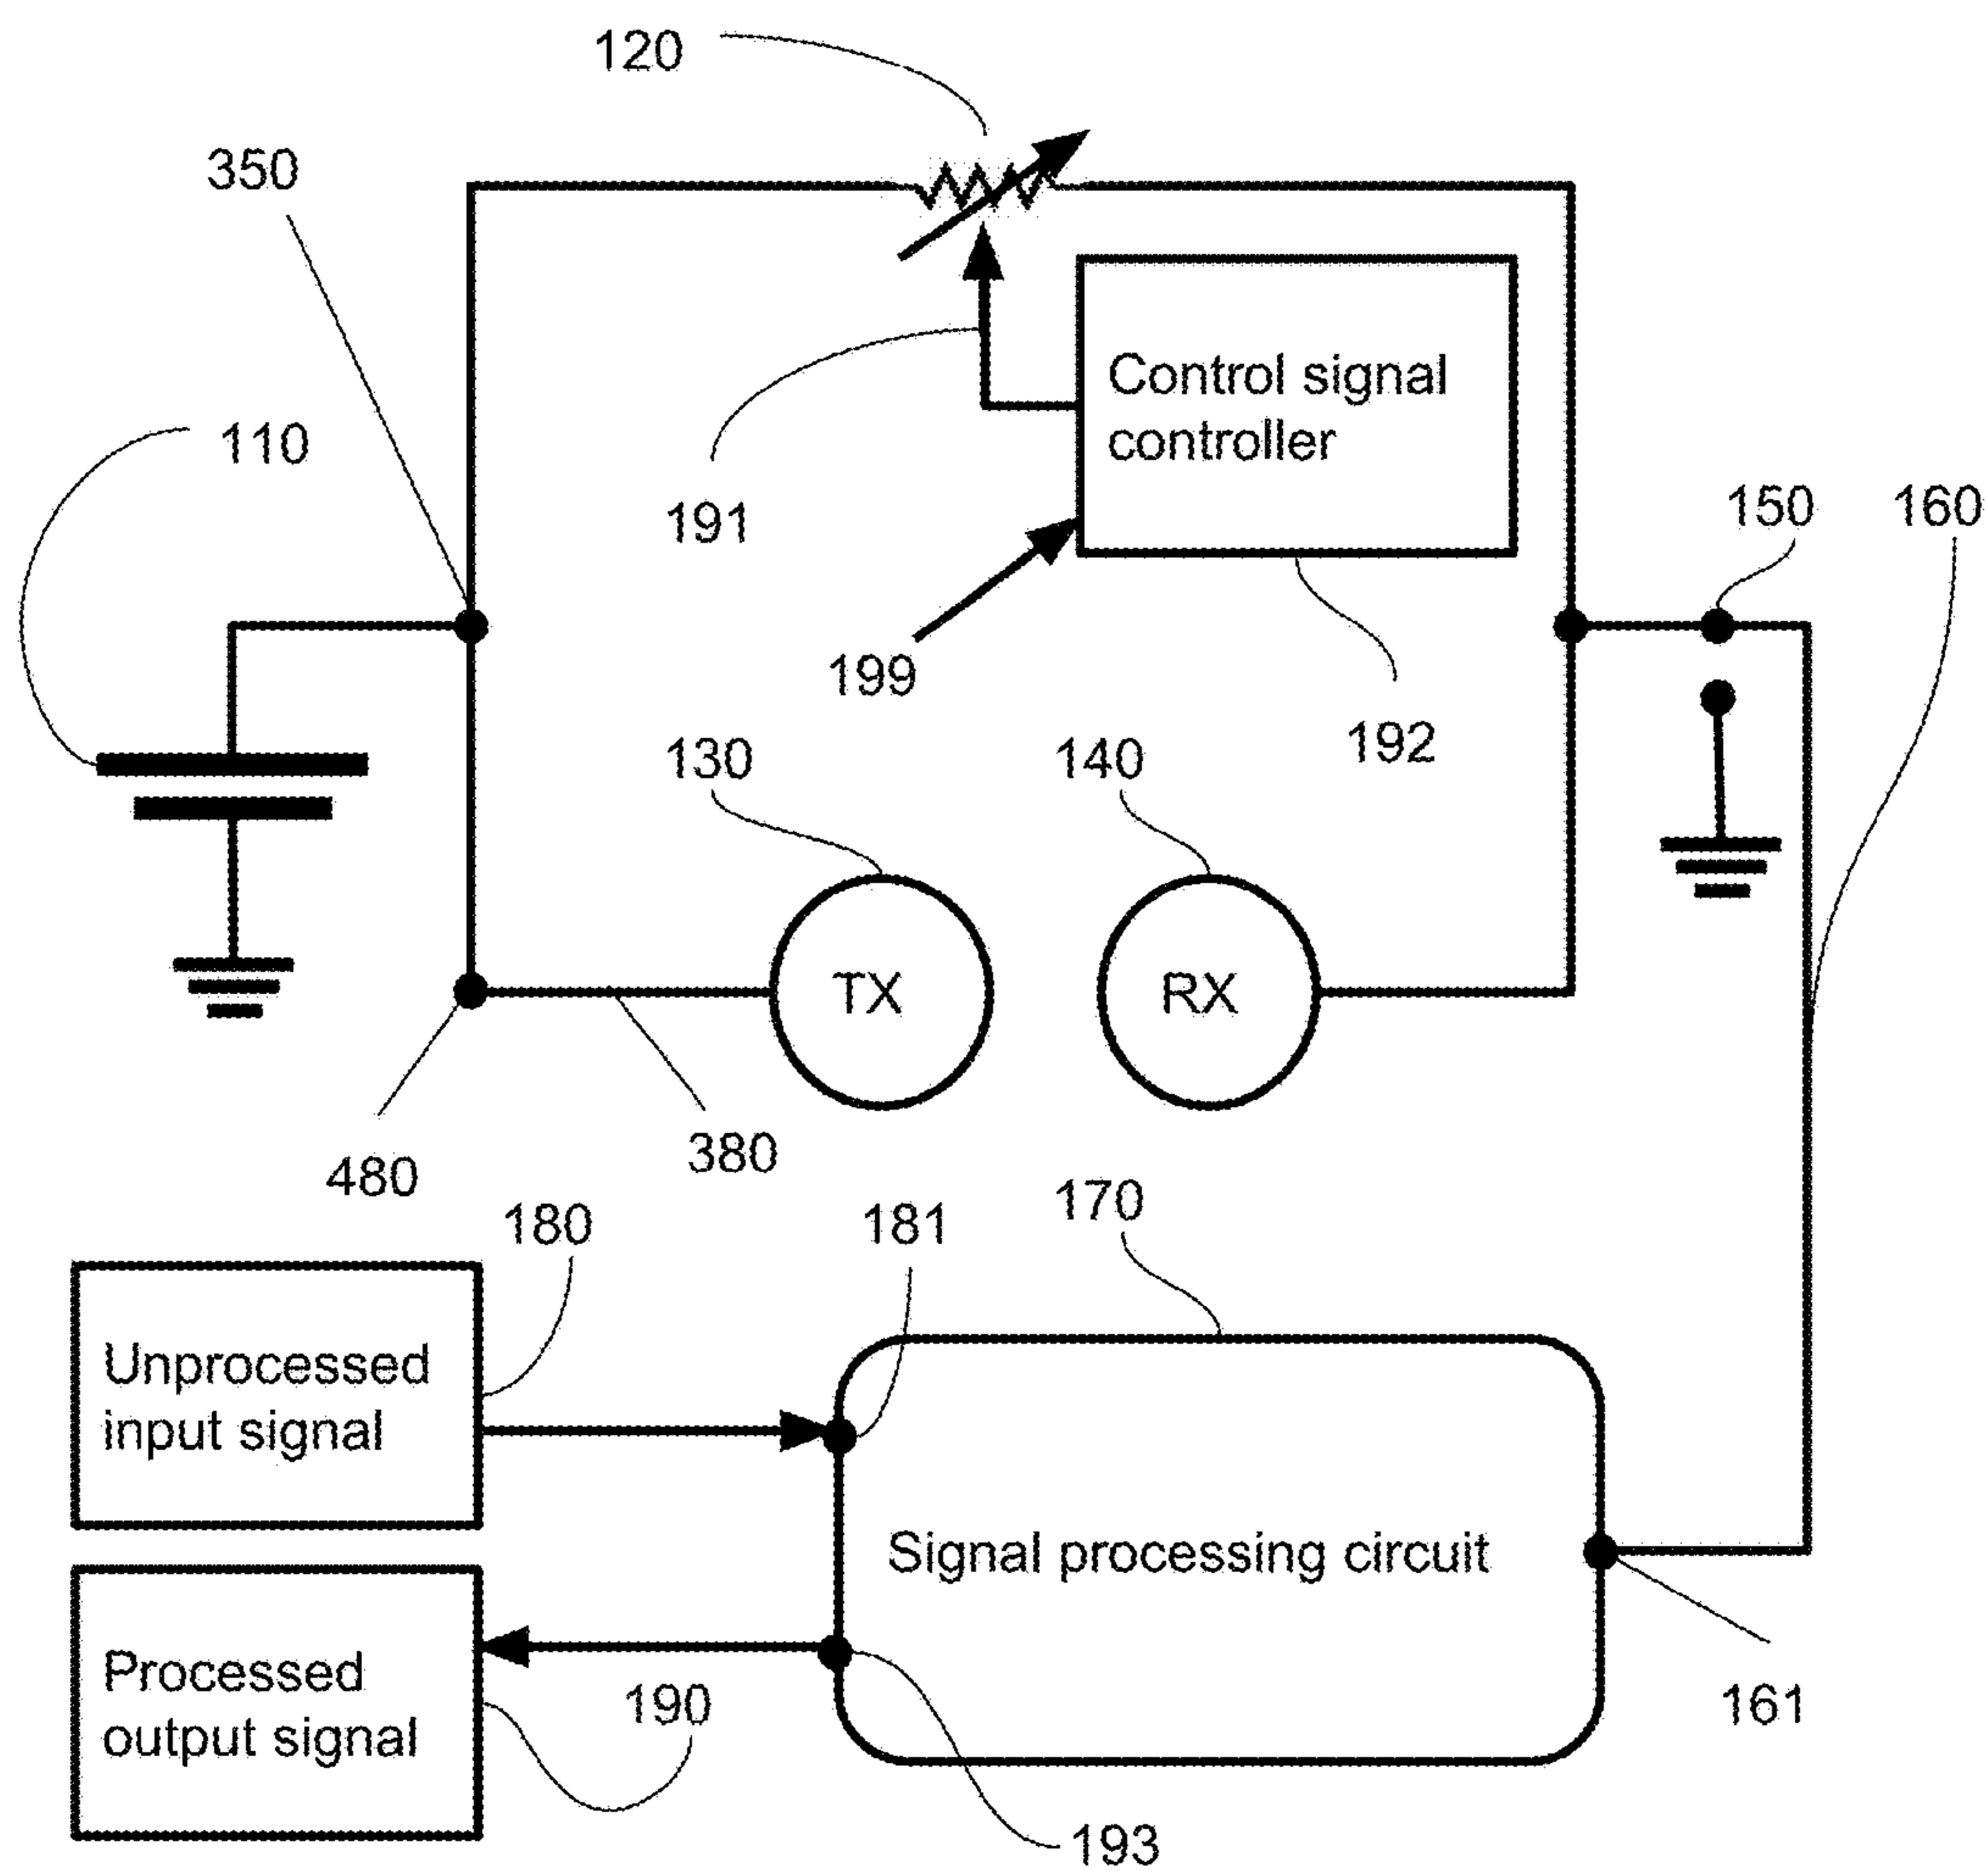 120
350
110
Control signal
controller
191
150
160
199
192
130
140
TX
RX
480
380
180
181
170
Unprocessed
input signal
Signal processing circuit
Processed
output signal
190
161
193